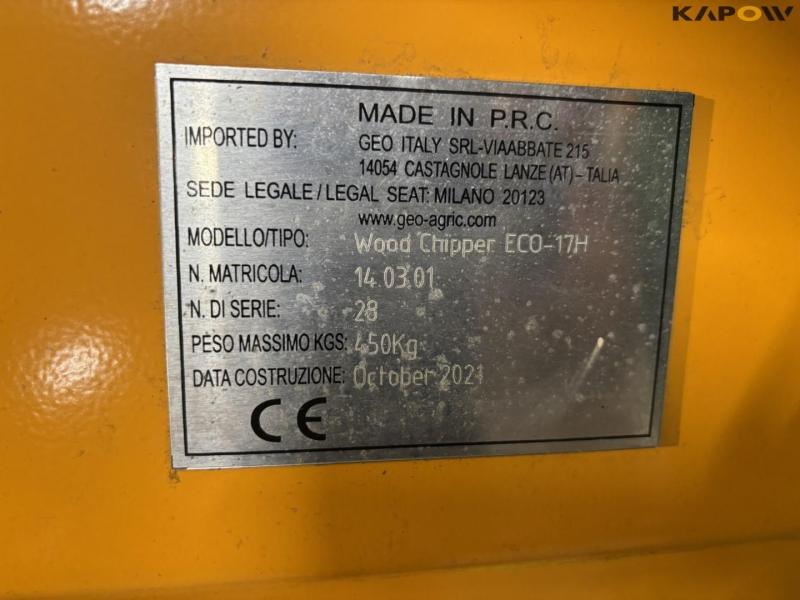 KAPOW
MADE IN P.R.C.
IMPORTED BY: GEO ITALY SRL-VIAABBATE 215
14054 CASTAGNOLE LANZE (AT)-TALIA
SEDE LEGALE/LEGAL SEAT: MILANO 20123
www.geo-agric.com
MODELLO/TIPO: Wood Chipper ECO-17H
N. MATRICOLA: 14.03.01
N. DI SERIE: 28
PESO MASSIMO KGS: 450Kg
DATA COSTRUZIONE: October 2021
CE